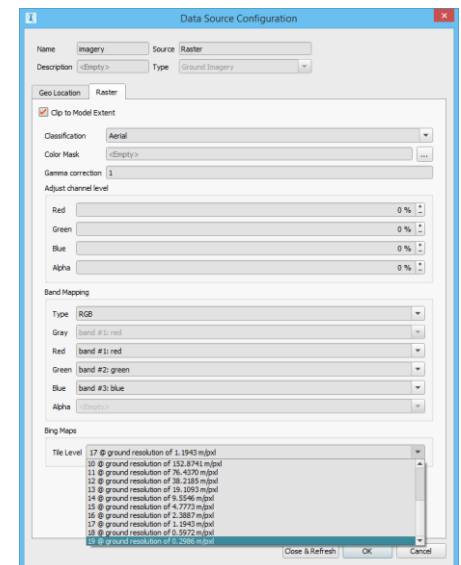 Data Source Configuration
Name imagery Source Raster
Description <Empty> Type Ground Imagery
Geo Location Raster
Clip to Model Extent
Classification Aerial
Color Mask <Empty> ...
Gamma correction 1
Adjust channel level
Red 0 %
Green 0 %
Blue 0 %
Alpha 0 %
Band Mapping
Type RGB
Gray band #1: red
Red band #1: red
Green band #2: green
Blue band #3: blue
Alpha <Empty>
Bing Maps
Tile Level 17 @ ground resolution of 1.1943 m/pxl
10 @ ground resolution of 152.8741 m/pxl
11 @ ground resolution of 76.4370 m/pxl
12 @ ground resolution of 38.2185 m/pxl
13 @ ground resolution of 19.1093 m/pxl
14 @ ground resolution of 9.5546 m/pxl
15 @ ground resolution of 4.7773 m/pxl
16 @ ground resolution of 2.3887 m/pxl
17 @ ground resolution of 1.1943 m/pxl
18 @ ground resolution of 0.5972 m/pxl
19 @ ground resolution of 0.2986 m/pxl
Close & Refresh OK Cancel